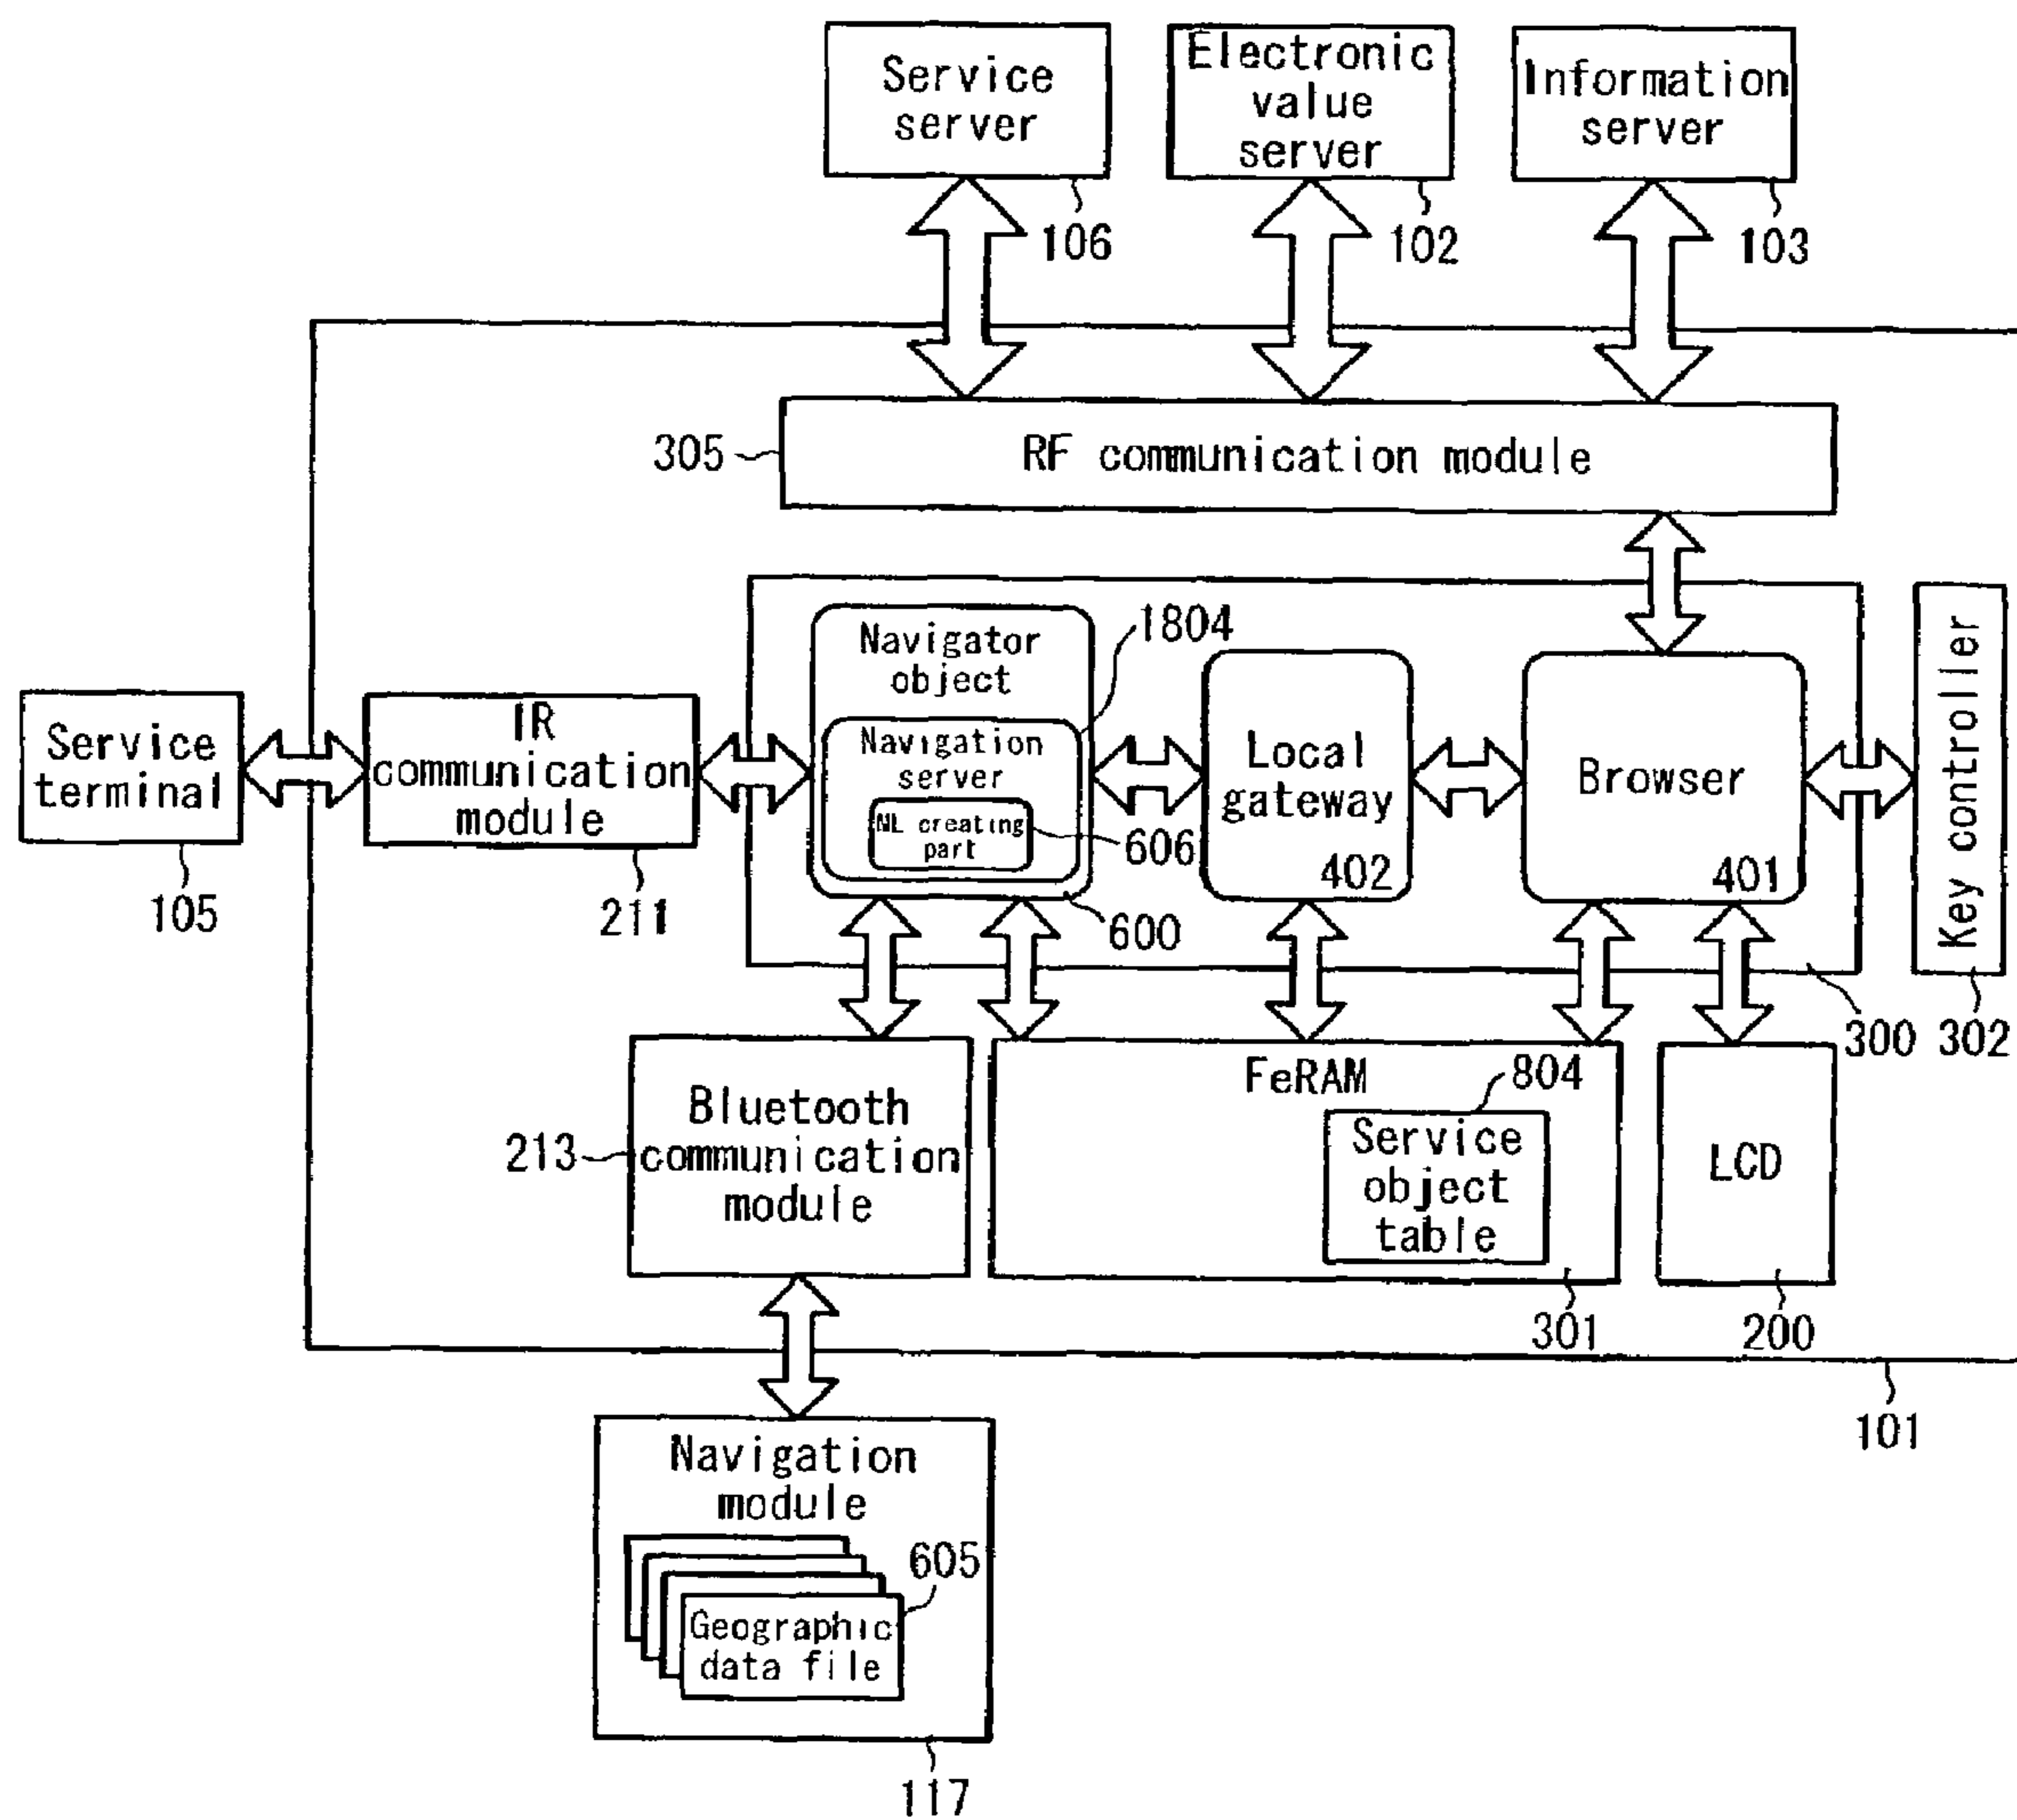 Service
server
Electronic
value
server
Information
server
106
102
103
305
RF communication module
Navigator
object
1804
Navigation
server
NL creating
part
606
600
Local
gateway
402
Browser
401
Key controller
302
300
Service
terminal
105
IR
communication
module
211
Bluetooth
communication
module
213
FeRAM
804
Service
object
table
301
LCD
200
101
Navigation
module
605
Geographic
data file
117